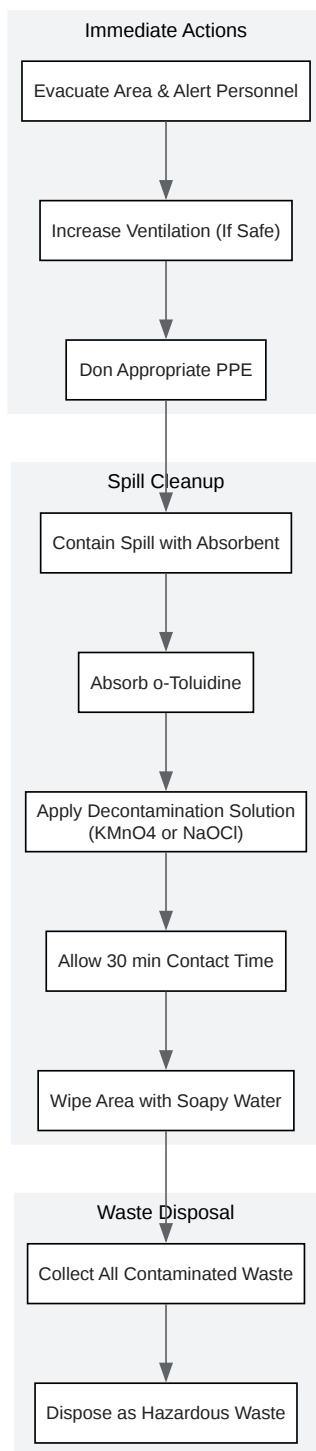 Immediate Actions
Evacuate Area & Alert Personnel
Increase Ventilation (If Safe)
Don Appropriate PPE
Spill Cleanup
Contain Spill with Absorbent
Absorb o-Toluidine
Apply Decontamination Solution
(KMnO4 or NaOCl)
Allow 30 min Contact Time
Wipe Area with Soapy Water
Waste Disposal
Collect All Contaminated Waste
Dispose as Hazardous Waste